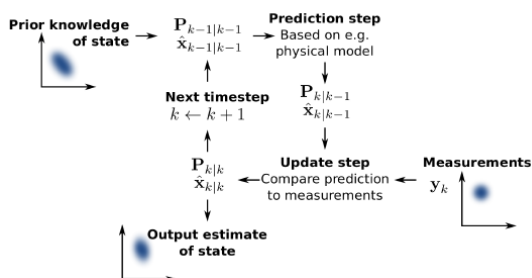 Prior knowledge
of state
P_{k−1|k−1}
x̂_{k−1|k−1}
Prediction step
Based on e.g.
physical model
P_{k|k−1}
x̂_{k|k−1}
Next timestep
k ← k + 1
P_{k|k}
x̂_{k|k}
Update step
Compare prediction
to measurements
Measurements
y_k
Output estimate
of state